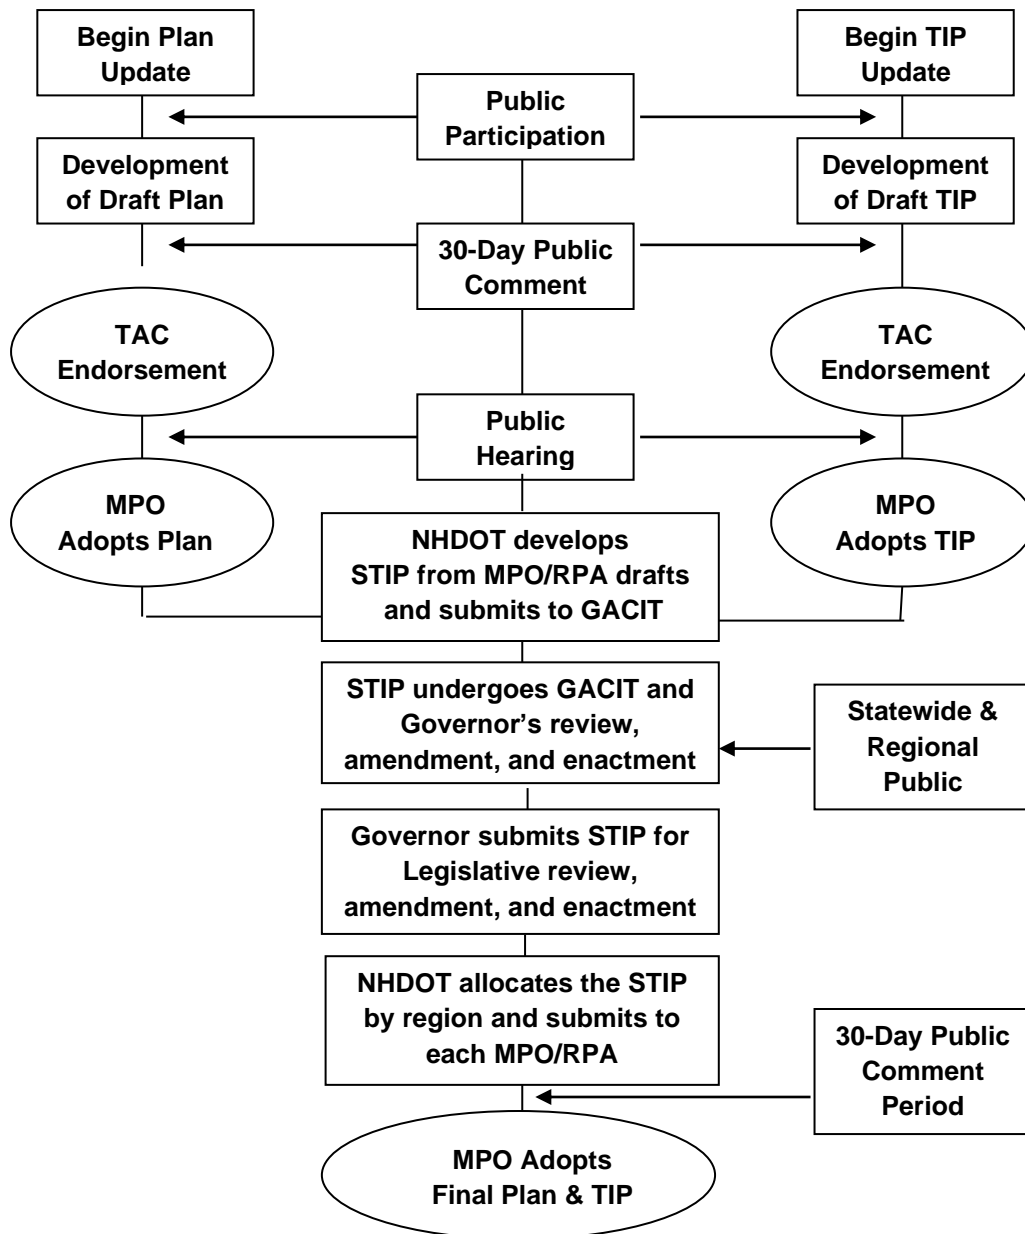 Begin Plan
Update
Begin TIP
Update
Public
Participation
Development
of Draft Plan
Development
of Draft TIP
30-Day Public
Comment
TAC
Endorsement
TAC
Endorsement
Public
Hearing
MPO
Adopts Plan
MPO
Adopts TIP
NHDOT develops
STIP from MPO/RPA drafts
and submits to GACIT
STIP undergoes GACIT and
Governor’s review,
amendment, and enactment
Statewide &
Regional
Public
Governor submits STIP for
Legislative review,
amendment, and enactment
NHDOT allocates the STIP
by region and submits to
each MPO/RPA
30-Day Public
Comment
Period
MPO Adopts
Final Plan & TIP